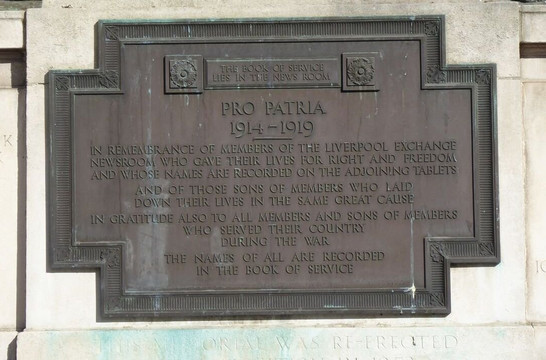 THE BOOK OF SERVICE
LIES IN THE NEWS ROOM
PRO PATRIA
1914-1919
IN REMEMBRANCE OF MEMBERS OF THE LIVERPOOL EXCHANGE
NEWSROOM WHO GAVE THEIR LIVES FOR RIGHT AND FREEDOM
AND WHOSE NAMES ARE RECORDED ON THE ADJOINING TABLETS
AND OF THOSE SONS OF MEMBERS WHO LAID
DOWN THEIR LIVES IN THE SAME GREAT CAUSE
IN GRATITUDE ALSO TO ALL MEMBERS AND SONS OF MEMBERS
WHO SERVED THEIR COUNTRY
DURING THE WAR
THE NAMES OF ALL ARE RECORDED
IN THE BOOK OF SERVICE
WAS RE-ERECTED